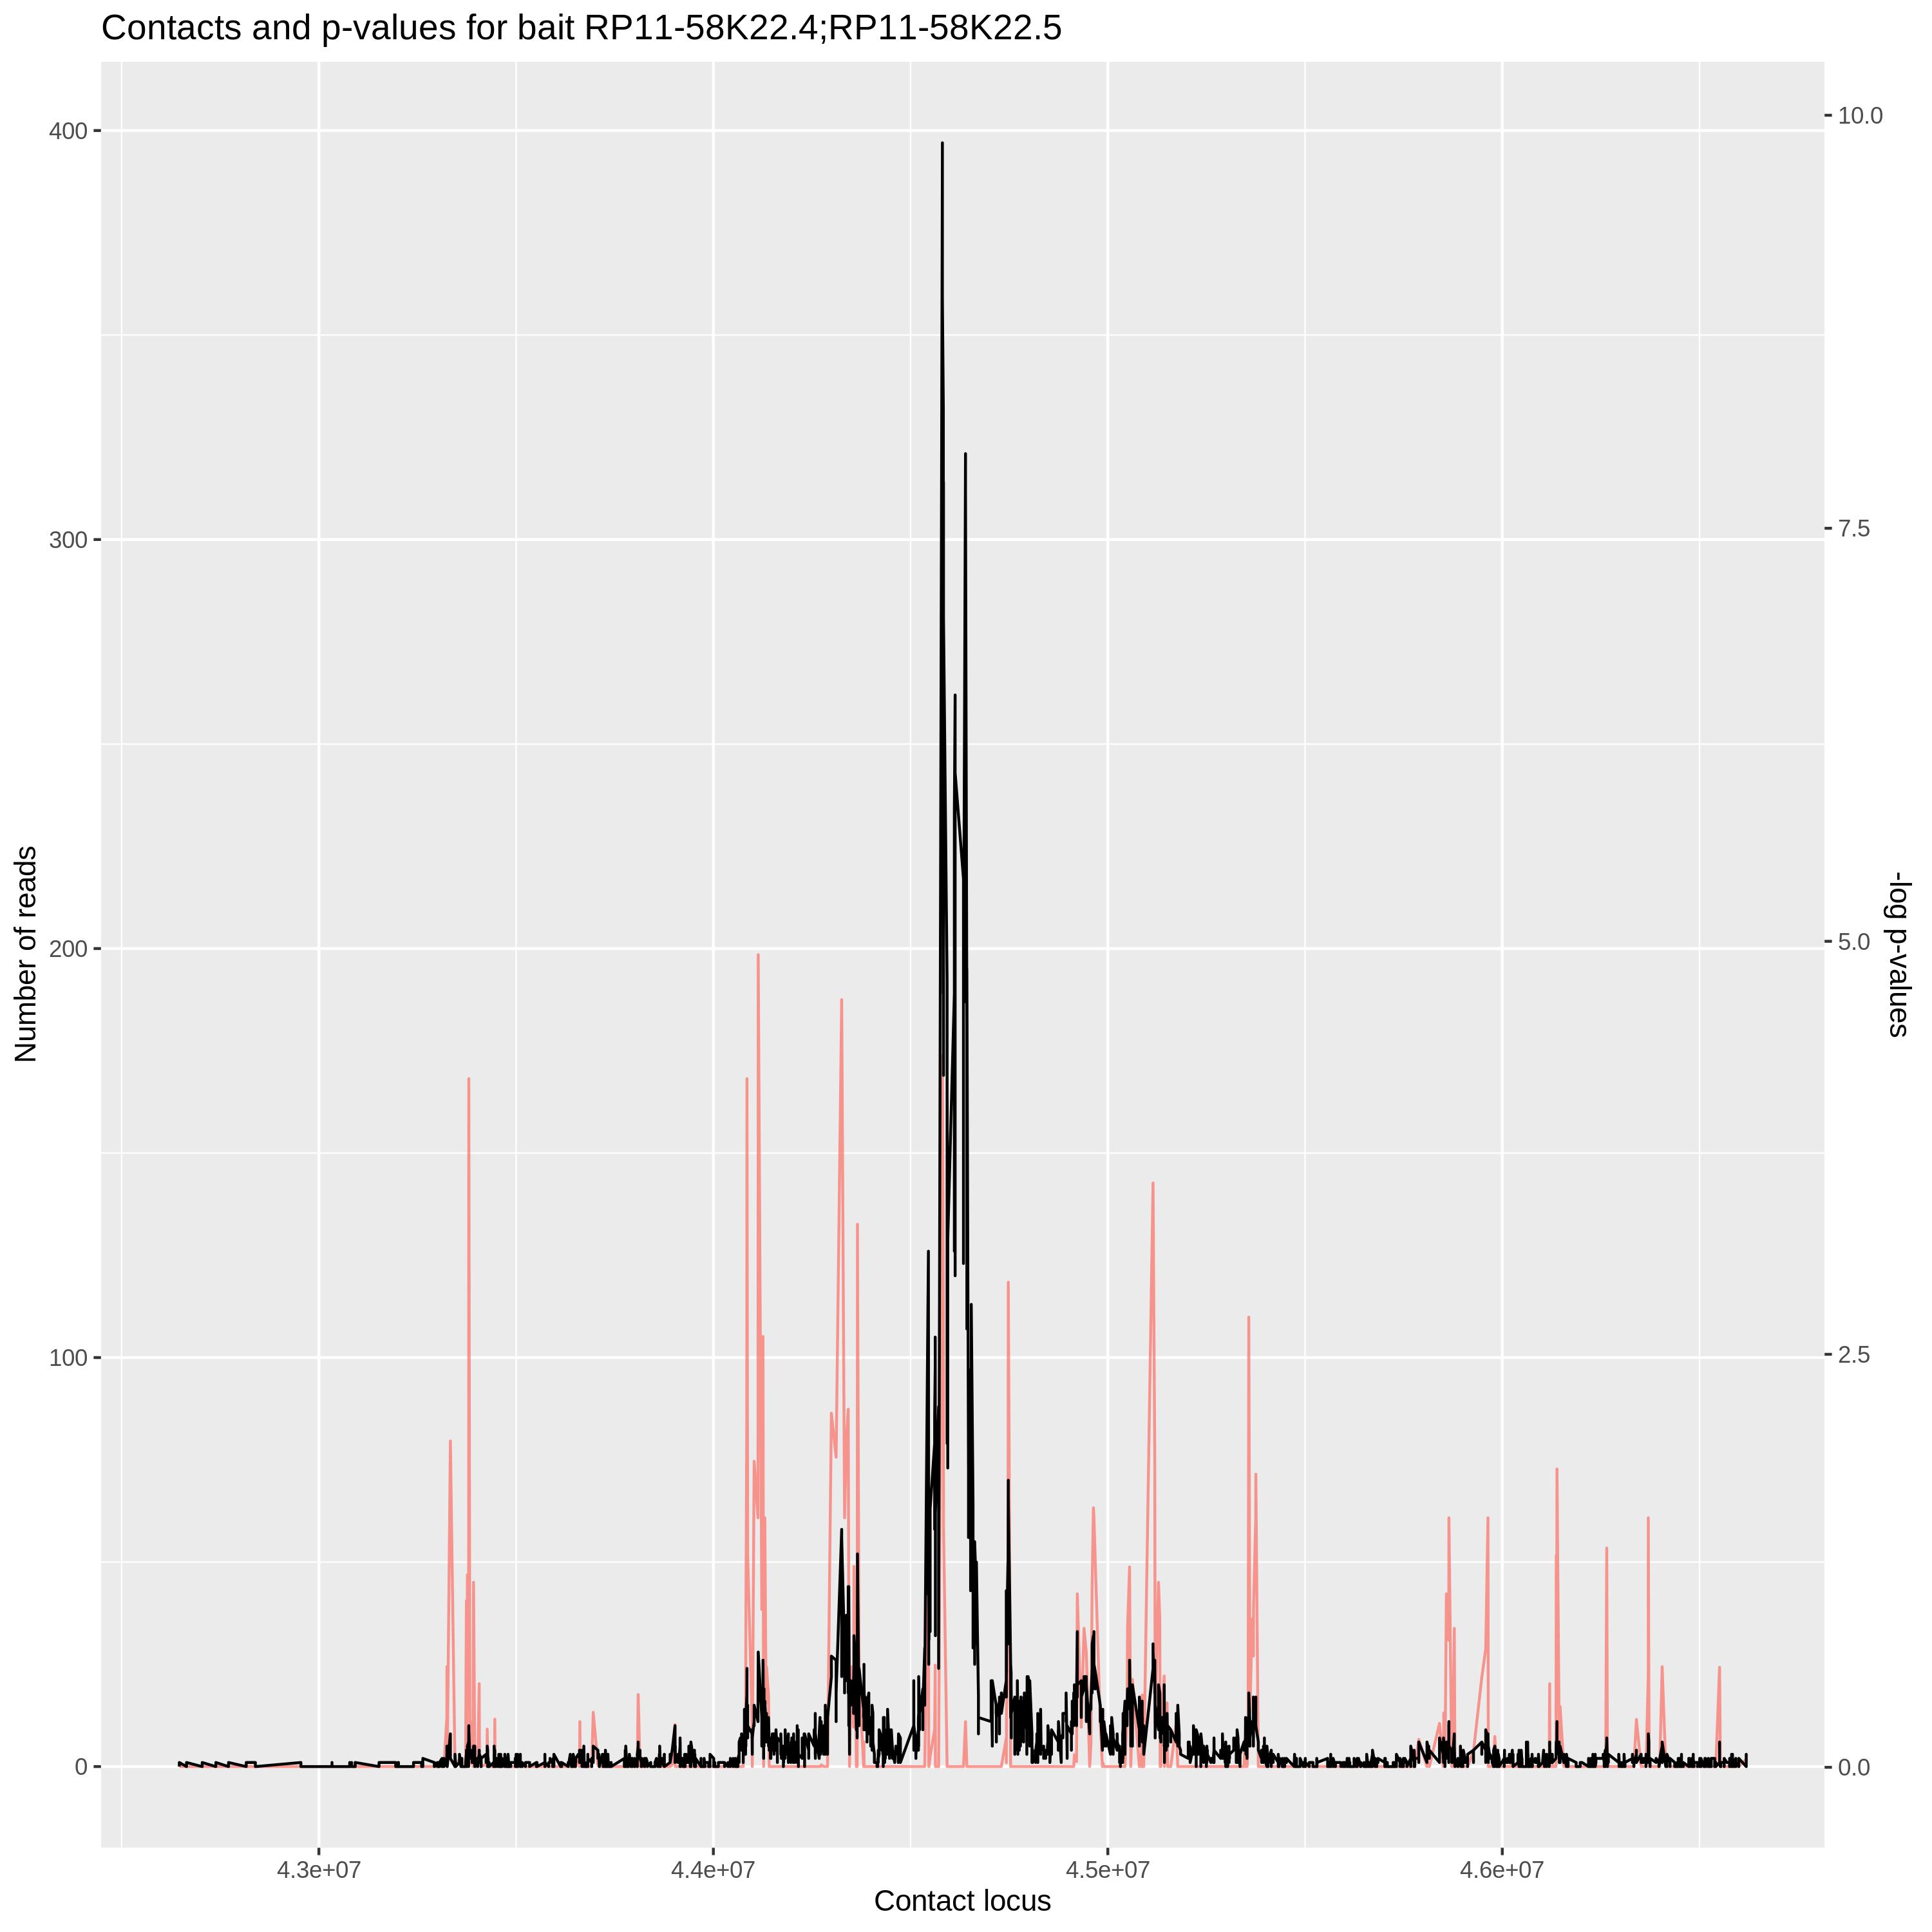 Contacts and p-values for bait RP11-58K22.4;RP11-58K22.5
400
300
200
100
0
10.0
7.5
5.0
2.5
0.0
Number of reads
-log p-values
4.3e+07
4.4e+07
4.5e+07
4.6e+07
Contact locus